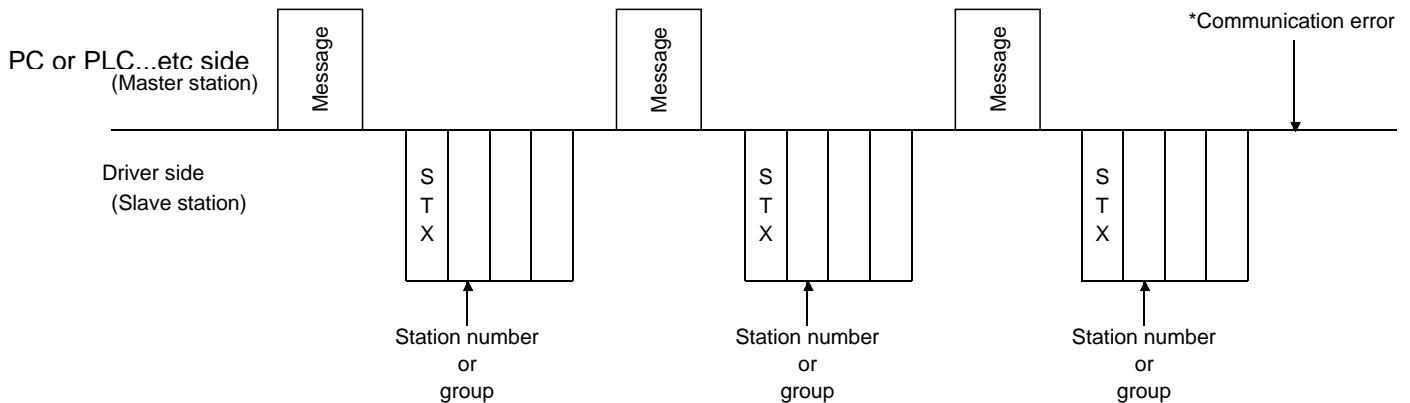 *Communication error
PC or PLC...etc side
(Master station)
Message
Message
Message
Driver side
(Slave station)
S
T
X
S
T
X
S
T
X
Station number
or
group
Station number
or
group
Station number
or
group